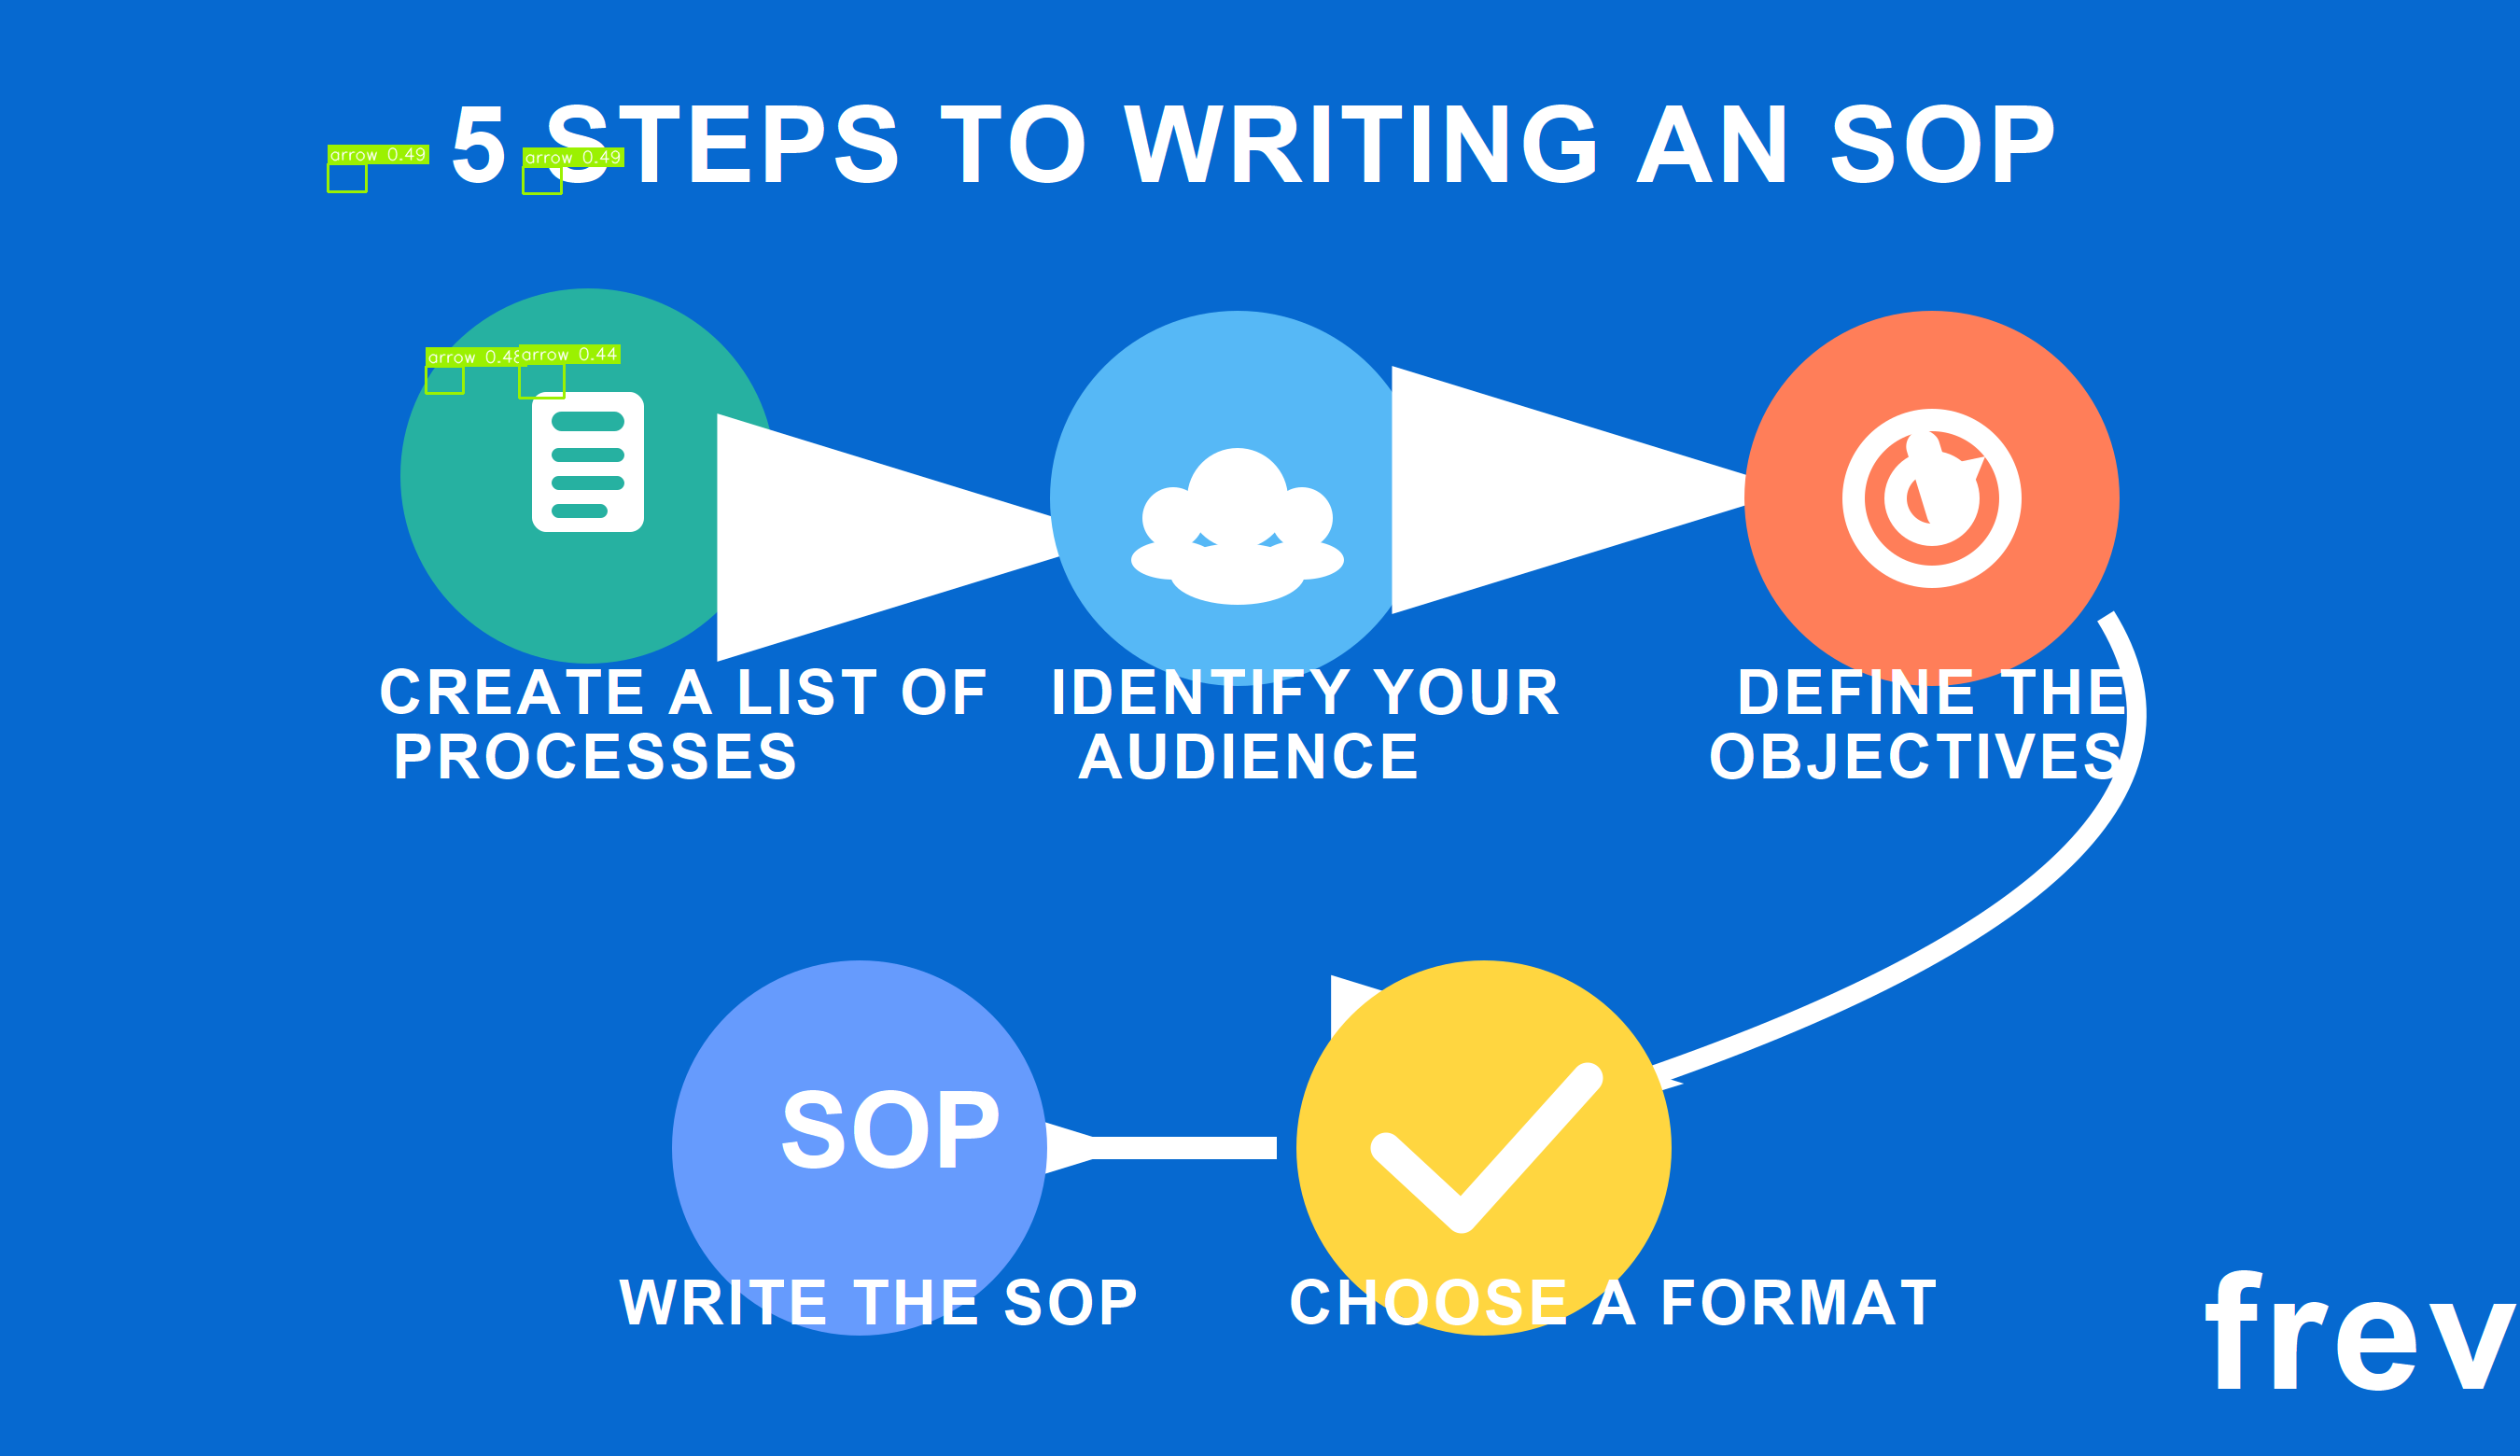 5 STEPS TO WRITING AN SOP
arrow 0.49
arrow 0.49
arrow 0.48
arrow 0.44
CREATE A LIST OF
PROCESSES
IDENTIFY YOUR
AUDIENCE
DEFINE THE
OBJECTIVES
SOP
WRITE THE SOP
CHOOSE A FORMAT
frev